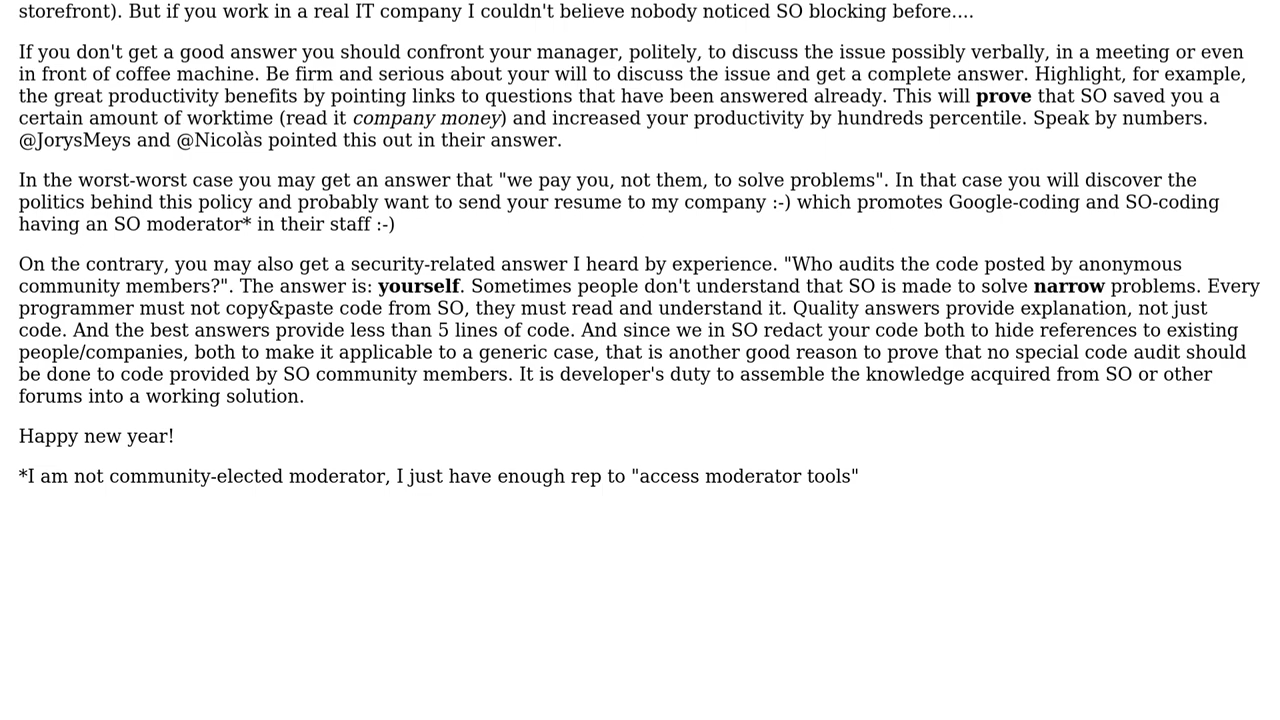 storefront). But if you work in a real IT company I couldn't believe nobody noticed SO blocking before....
If you don't get a good answer you should confront your manager, politely, to discuss the issue possibly verbally, in a meeting or even
in front of coffee machine. Be firm and serious about your will to discuss the issue and get a complete answer. Highlight, for example,
the great productivity benefits by pointing links to questions that have been answered already. This will prove that SO saved you a
certain amount of worktime (read it company money) and increased your productivity by hundreds percentile. Speak by numbers.
@JorysMeys and @Nicolàs pointed this out in their answer.
In the worst-worst case you may get an answer that "we pay you, not them, to solve problems". In that case you will discover the
politics behind this policy and probably want to send your resume to my company :-) which promotes Google-coding and SO-coding
having an SO moderator* in their staff :-)
On the contrary, you may also get a security-related answer I heard by experience. "Who audits the code posted by anonymous
community members?". The answer is: yourself. Sometimes people don't understand that SO is made to solve narrow problems. Every
programmer must not copy&paste code from SO, they must read and understand it. Quality answers provide explanation, not just
code. And the best answers provide less than 5 lines of code. And since we in SO redact your code both to hide references to existing
people/companies, both to make it applicable to a generic case, that is another good reason to prove that no special code audit should
be done to code provided by SO community members. It is developer's duty to assemble the knowledge acquired from SO or other
forums into a working solution.
Happy new year!
*I am not community-elected moderator, I just have enough rep to "access moderator tools"